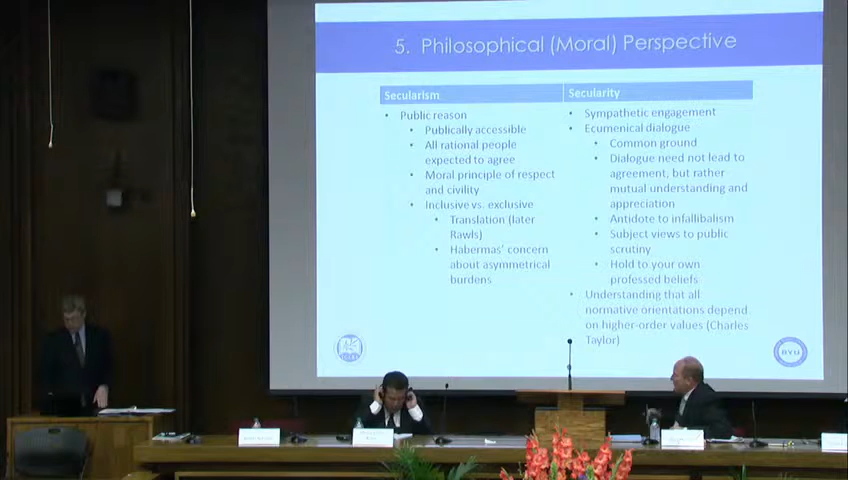 5. Philosophical (Moral) Perspective
Secularism
Public reason
Publically accessible
All rational people
expected to agree
Moral principle of respect
and civility
Inclusive vs. exclusive
Translation (later
Rawls)
Habermas' concern
about asymmetrical
burdens
Secularity
Sympathetic engagement
Ecumenical dialogue
Common ground
Dialogue need not lead to
agreement, but rather
mutual understanding and
appreciation
Antidote to infallibalism
Subject views to public
scrutiny
Hold to your own
professed beliefs
Understanding that all
normative orientations depend
on higher-order values (Charles
Taylor)
BYU